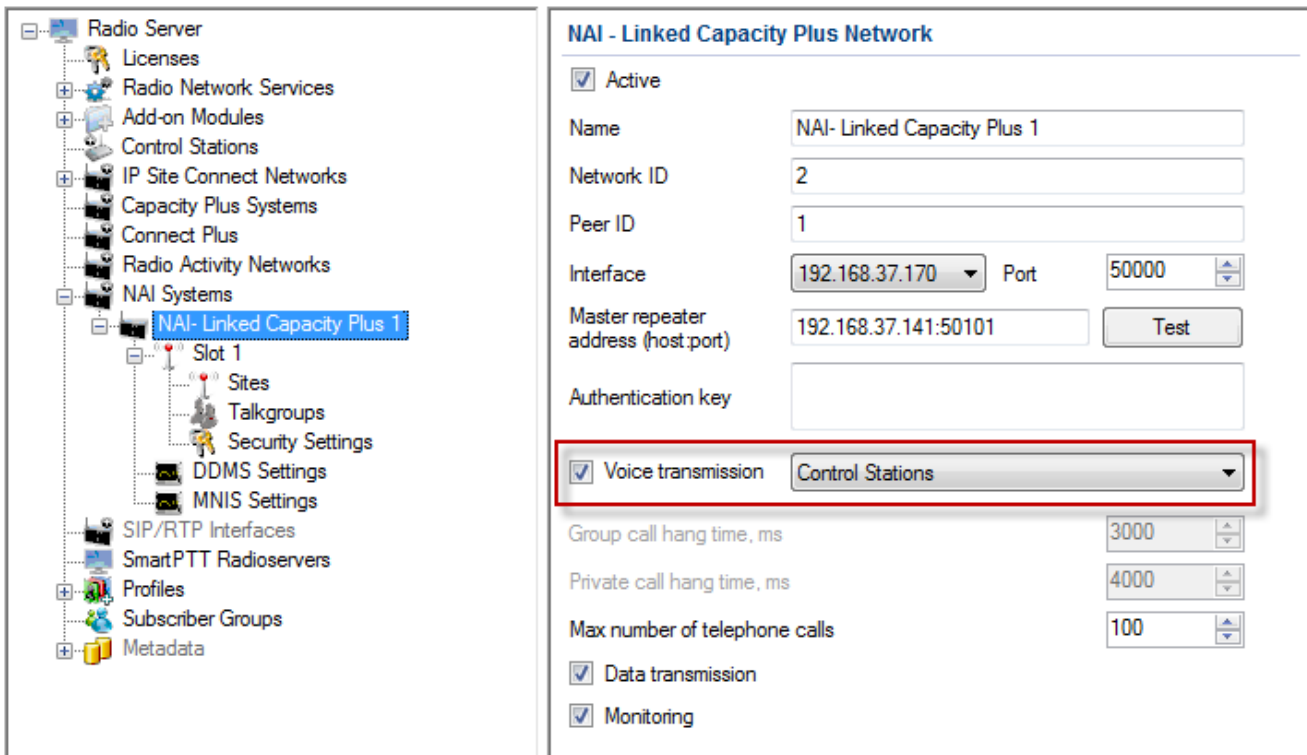 Radio Server
Licenses
Radio Network Services
Add-on Modules
Control Stations
IP Site Connect Networks
Capacity Plus Systems
Connect Plus
Radio Activity Networks
NAI Systems
NAI- Linked Capacity Plus 1
Slot 1
Sites
Talkgroups
Security Settings
DDMS Settings
MNIS Settings
SIP/RTP Interfaces
SmartPTT Radioservers
Profiles
Subscriber Groups
Metadata
NAI - Linked Capacity Plus Network
Active
Name NAI- Linked Capacity Plus 1
Network ID 2
Peer ID 1
Interface 192.168.37.170 Port 50000
Master repeater
address (host:port) 192.168.37.141:50101 Test
Authentication key
Voice transmission Control Stations
Group call hang time, ms 3000
Private call hang time, ms 4000
Max number of telephone calls 100
Data transmission
Monitoring